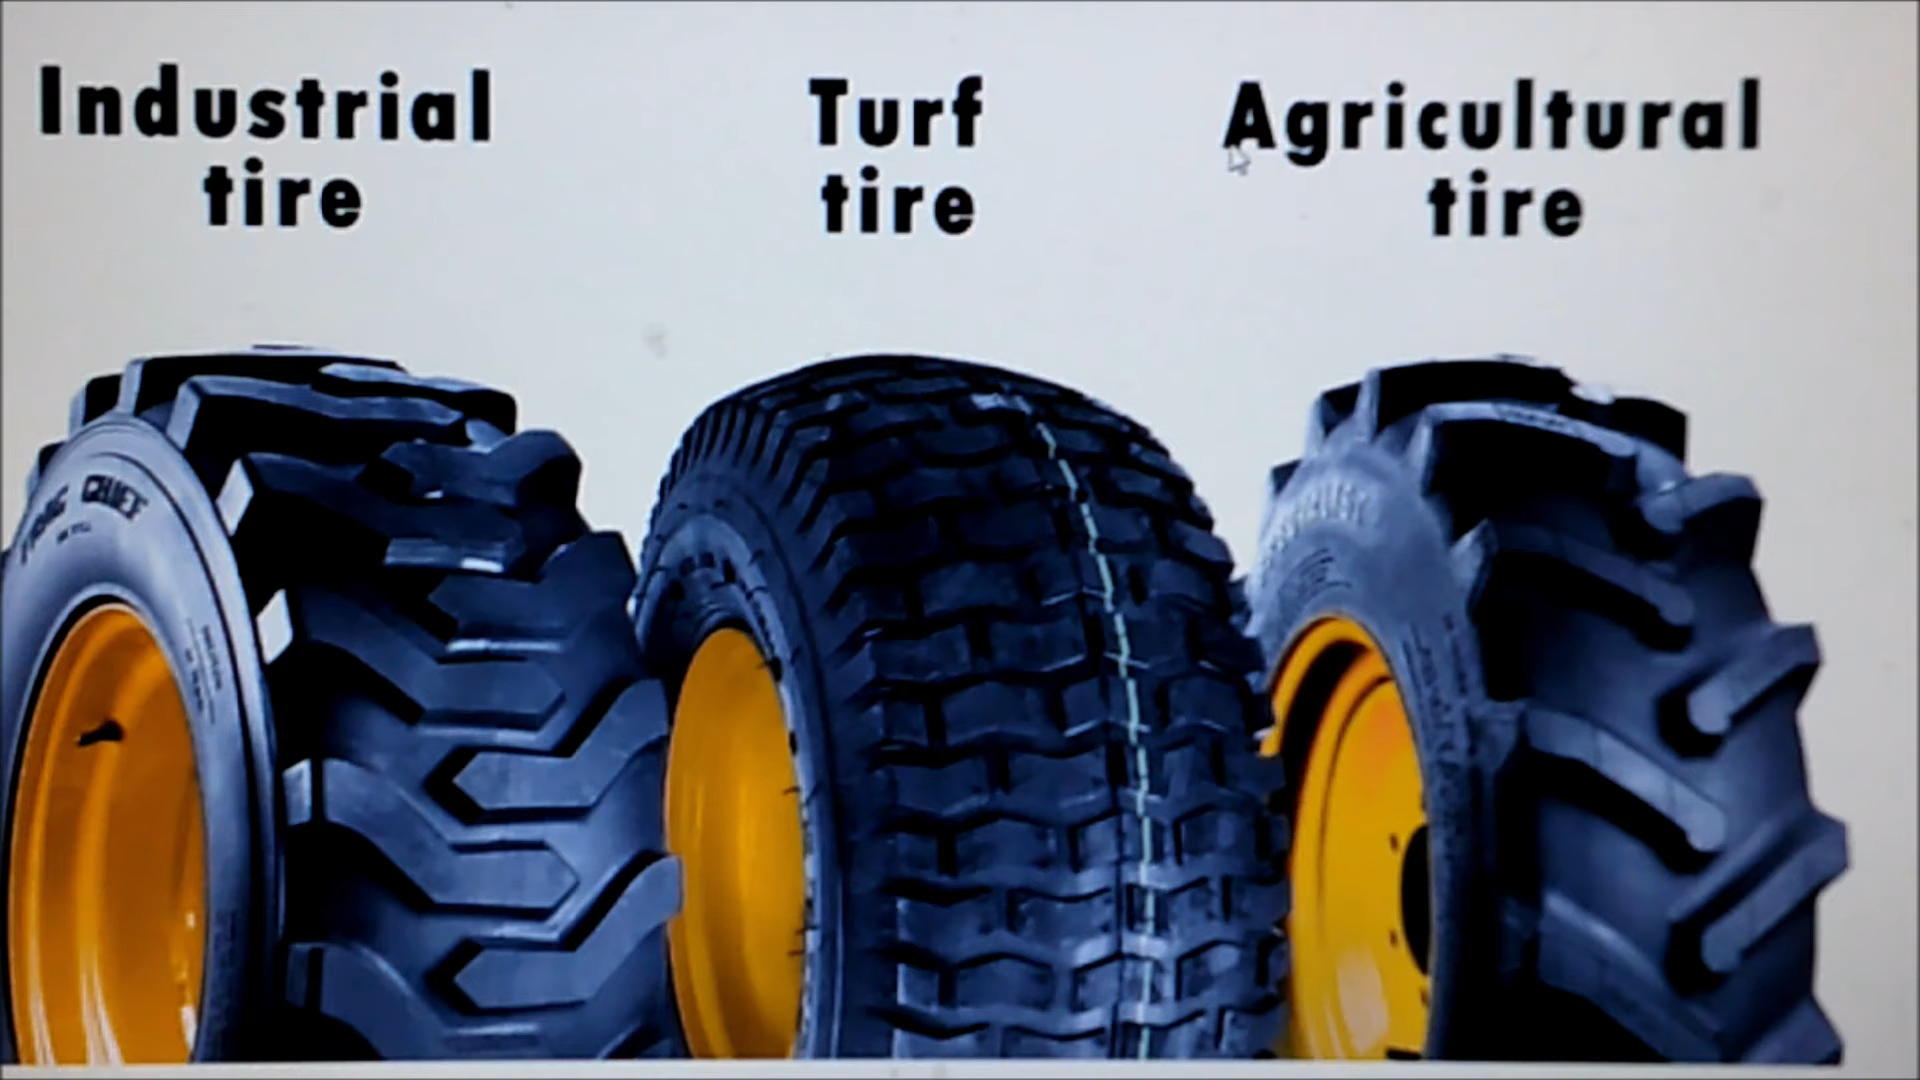 Industrial
tire
Turf
tire
Agricultural
tire